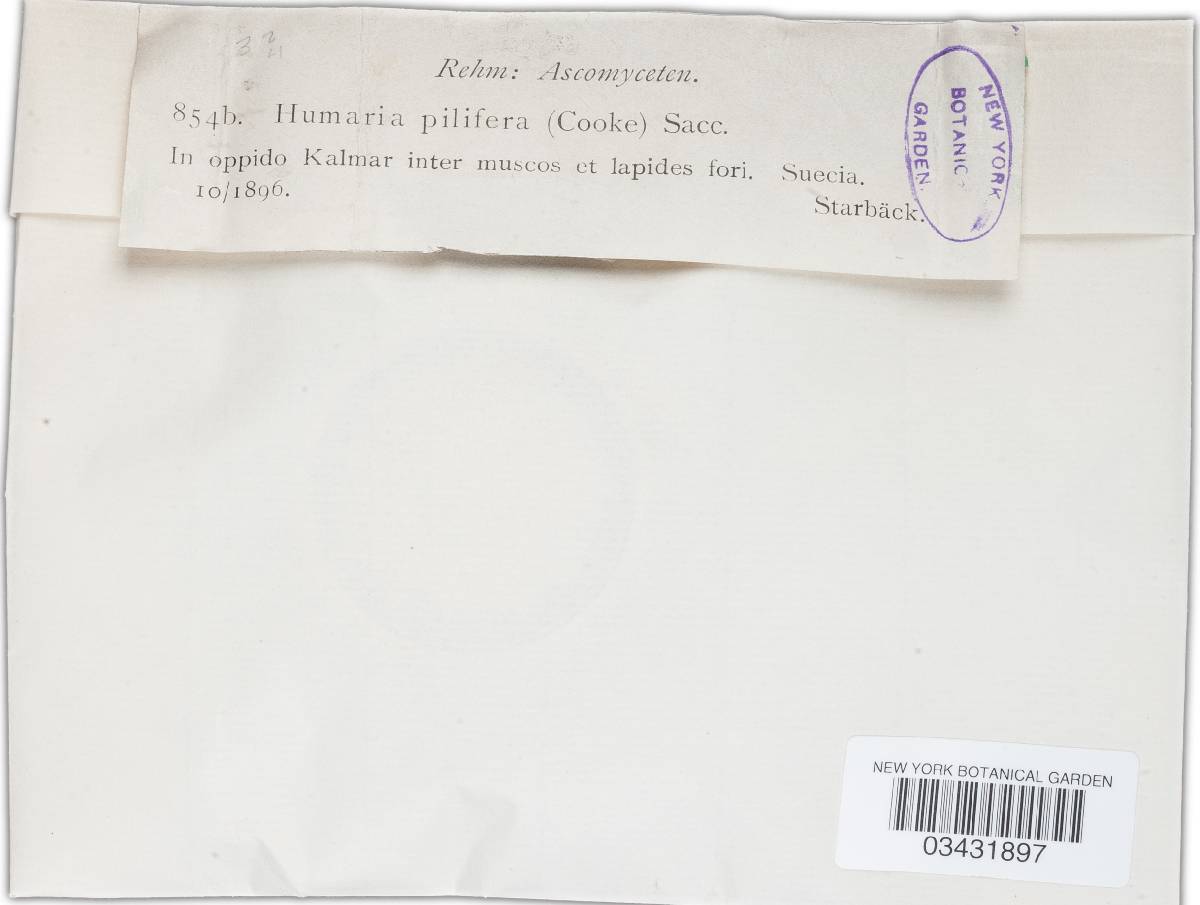 Rehm: Ascomyceten.
854b. Humaria pilifera (Cooke) Sacc.
In oppido Kalmar inter muscos et lapides fori. Suecia.
10/1896.
Starbäck.
NEW YORK
BOTANIC
GARDEN.
NEW YORK BOTANICAL GARDEN
03431897